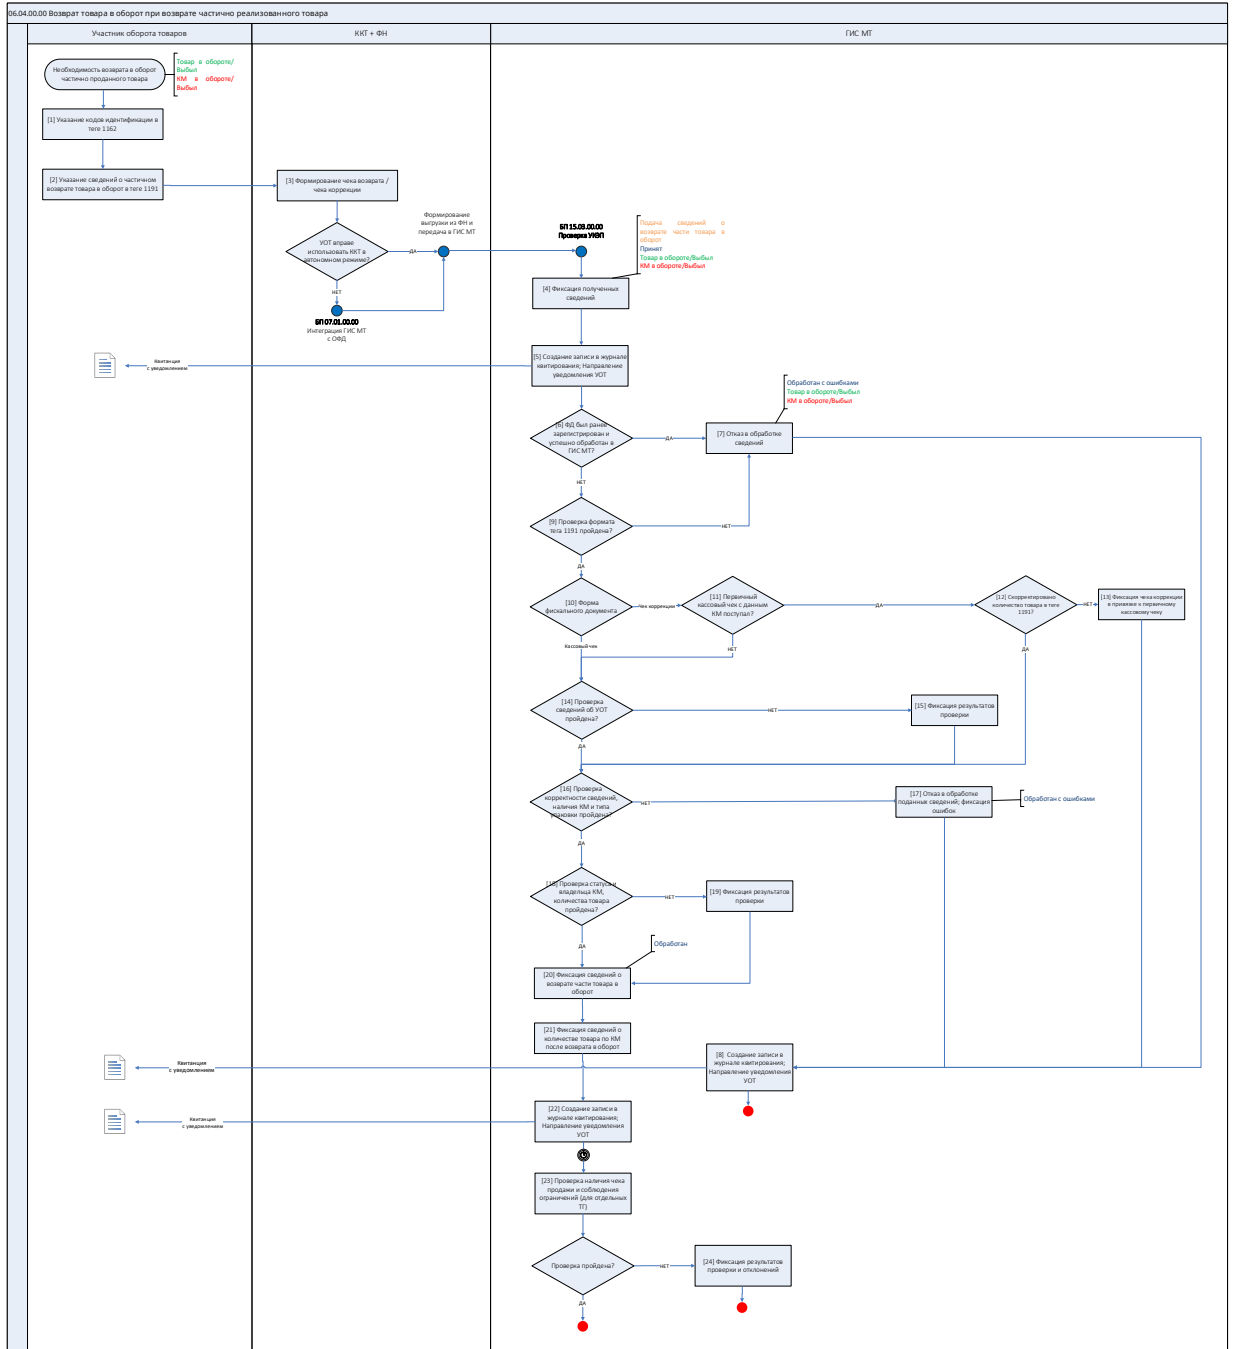 06.04.00.00 Возврат товара в оборот при возврате частично реализованного товара
Участник оборота товаров
ККТ + ФН
ГИС МТ
Необходимость возврата в оборот
частично проданного товара
Товар в обороте/
Выбыл
КМ в обороте/
Выбыл
[1] Указание кодов идентификации в
теге 1162
[2] Указание сведений о частичном
возврате товара в оборот в теге 1191
[3] Формирование чека возврата /
чека коррекции
УОТ вправе
использовать ККТ в
автономном режиме?
ДА
НЕТ
Формирование
выгрузки из ФН и
передача в ГИС МТ
БП 07.01.00.00
Интеграция ГИС МТ
с ОФД
БП 15.03.00.00
Проверка УКЭП
Подача сведений о
возврате части товара в
оборот
Принят
Товар в обороте/Выбыл
КМ в обороте/Выбыл
[4] Фиксация полученных
сведений
[5] Создание записи в журнале
квитирования; Направление
уведомления УОТ
Квитанция
с уведомлением
Обработан с ошибками
Товар в обороте/Выбыл
КМ в обороте/Выбыл
[6] ФД был ранее
зарегистрирован и
успешно обработан в
ГИС МТ?
ДА
НЕТ
[7] Отказ в обработке
сведений
[9] Проверка формата
тега 1191 пройдена?
НЕТ
ДА
[10] Форма
фискального документа
Чек коррекции
Кассовый чек
[11] Первичный
кассовый чек с данным
КМ поступал?
ДА
НЕТ
[12] Скорректировано
количество товара в теге
1191?
НЕТ
ДА
[13] Фиксация чека коррекции
в привязке к первичному
кассовому чеку
[14] Проверка
сведений об УОТ
пройдена?
НЕТ
ДА
[15] Фиксация результатов
проверки
[16] Проверка
корректности сведений,
наличия КМ и типа
упаковки пройдена?
НЕТ
ДА
[17] Отказ в обработке
поданных сведений; фиксация
ошибок
Обработан с ошибками
[18] Проверка статуса и
владельца КМ,
количества товара
пройдена?
НЕТ
ДА
[19] Фиксация результатов
проверки
Обработан
[20] Фиксация сведений о
возврате части товара в
оборот
[21] Фиксация сведений о
количестве товара по КМ
после возврата в оборот
[8] Создание записи в
журнале квитирования;
Направление уведомления
УОТ
Квитанция
с уведомлением
[22] Создание записи в
журнале квитирования;
Направление уведомления
УОТ
Квитанция
с уведомлением
[23] Проверка наличия чека
продажи и соблюдения
ограничений (для отдельных
ТГ)
Проверка пройдена?
НЕТ
ДА
[24] Фиксация результатов
проверки и отклонений